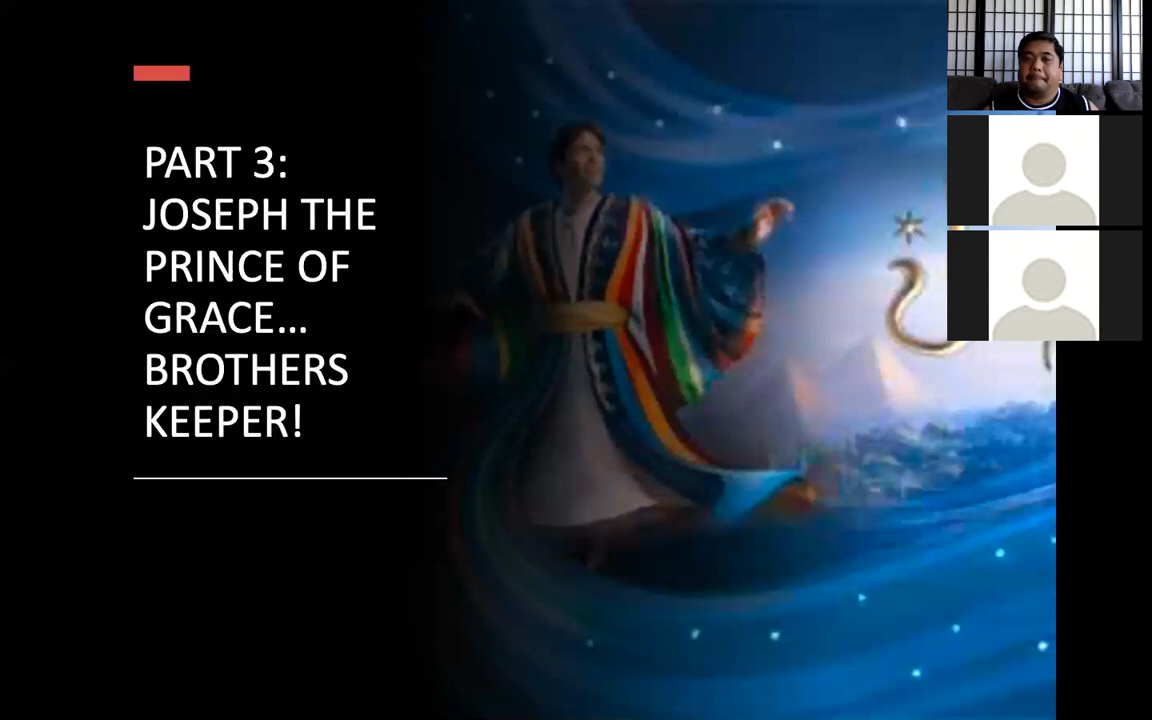 PART 3:
JOSEPH THE
PRINCE OF
GRACE...
BROTHERS
KEEPER!